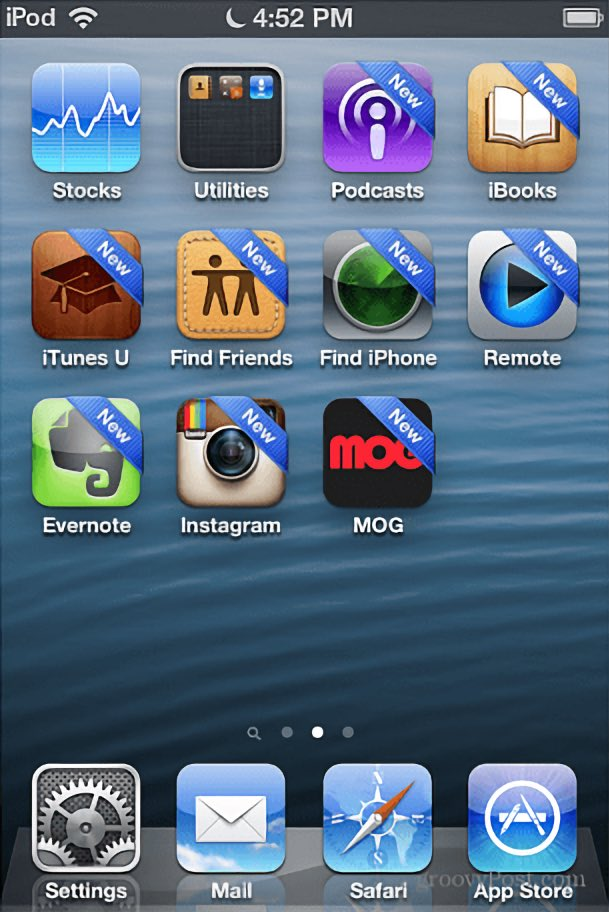 iPod 4:52 PM
New New
Stocks Utilities Podcasts iBooks
New New New New
iTunes U Find Friends Find iPhone Remote
New New New
MOG
Evernote Instagram MOG
N
S
Settings Mail Safari App Store
groovyPost.com